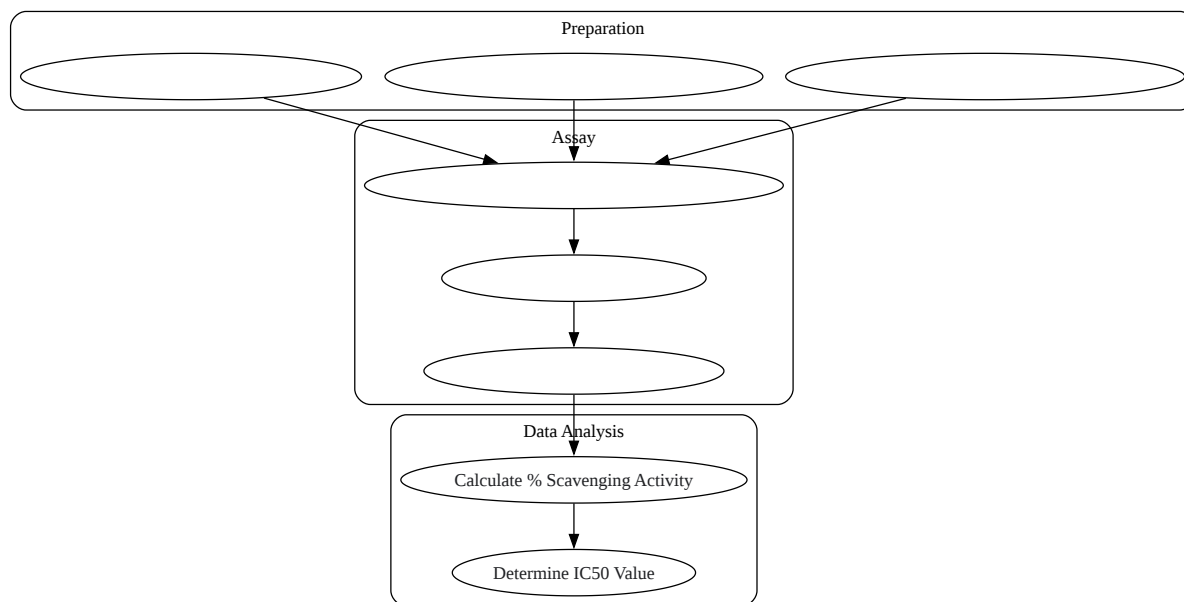 Preparation
Assay
Data Analysis
Calculate % Scavenging Activity
Determine IC50 Value